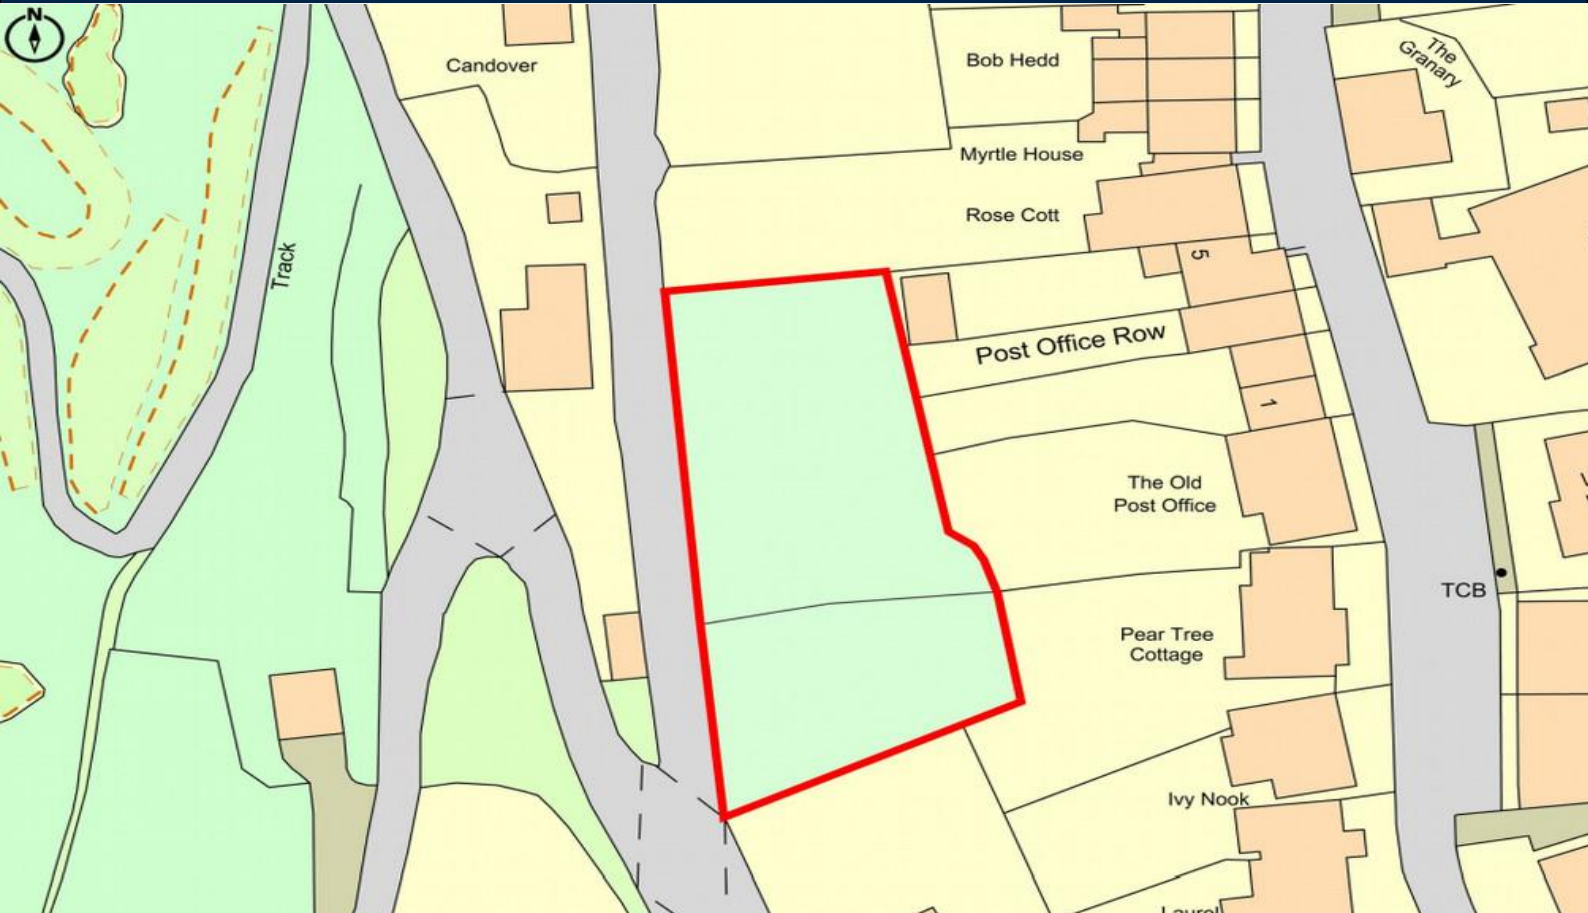 N
Candover
Bob Hedd
The
Granary
Myrtle House
Rose Cott
Track
5
Post Office Row
1
The Old
Post Office
TCB
Pear Tree
Cottage
Ivy Nook
Laurel